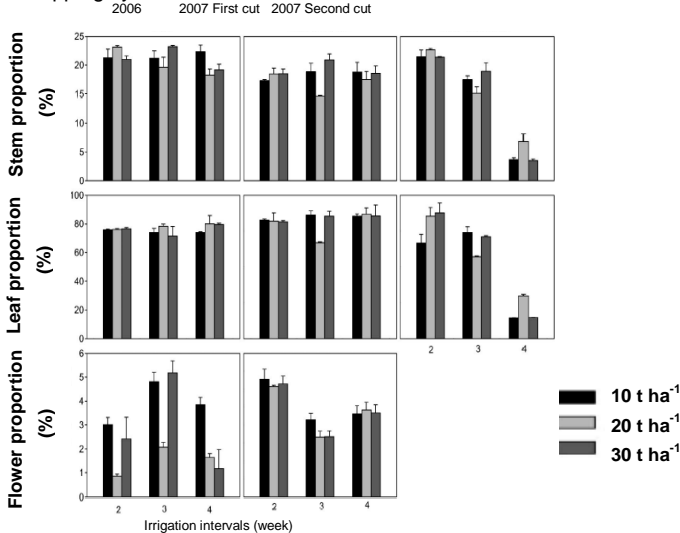 2006 2007 First cut 2007 Second cut
Stem proportion
(%)
25
20
15
10
5
0
Leaf proportion
(%)
100
80
60
40
20
0
2 3 4
Flower proportion
(%)
6
5
4
3
2
1
0
2 3 4 2 3 4
Irrigation intervals (week)
10 t ha-1
20 t ha-1
30 t ha-1